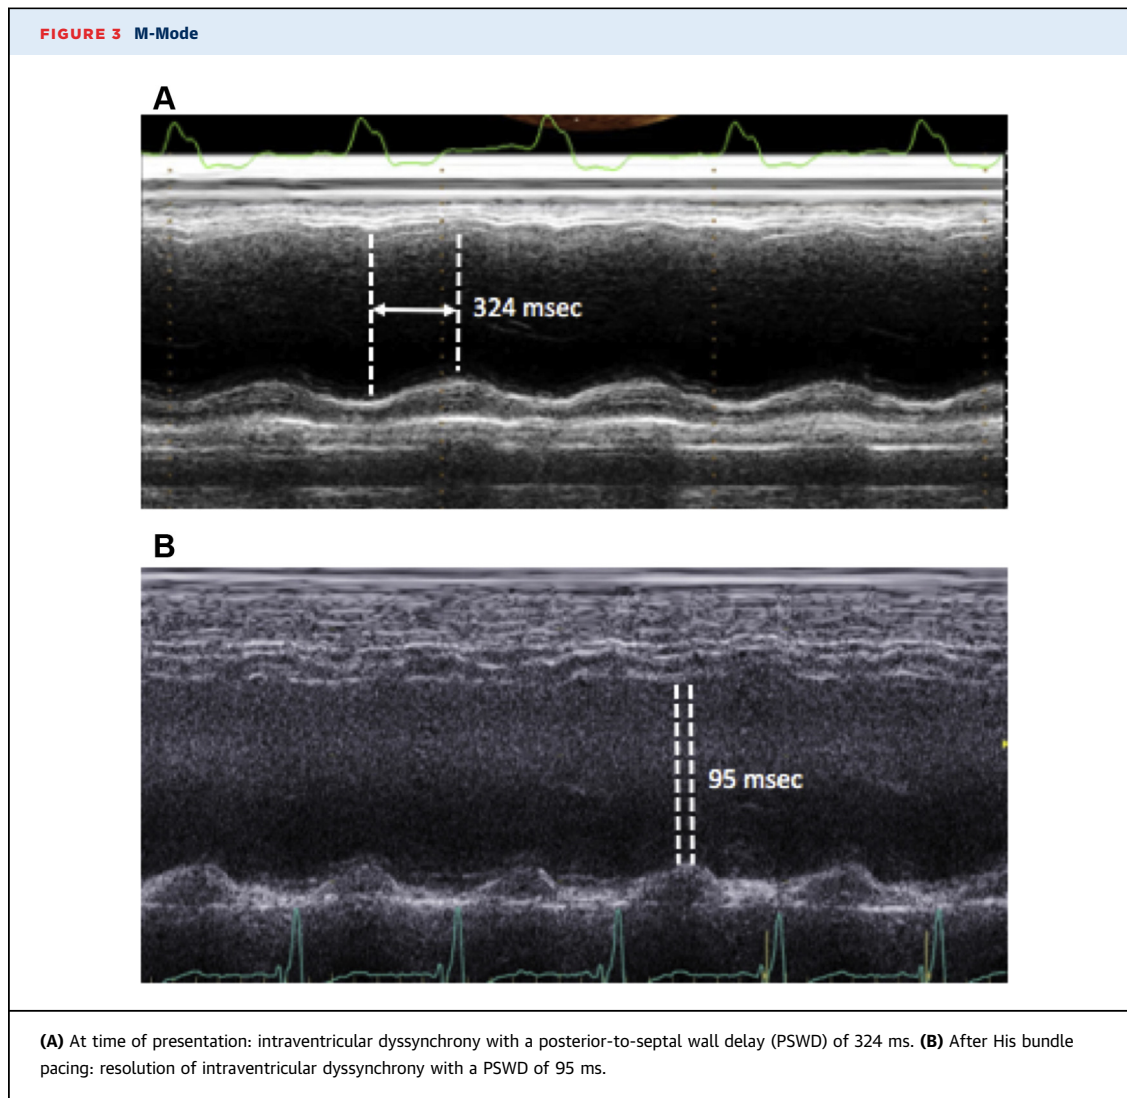 FIGURE 3 M-Mode
A
324 msec
B
95 msec
(A) At time of presentation: intraventricular dyssynchrony with a posterior-to-septal wall delay (PSWD) of 324 ms. (B) After His bundle
pacing: resolution of intraventricular dyssynchrony with a PSWD of 95 ms.